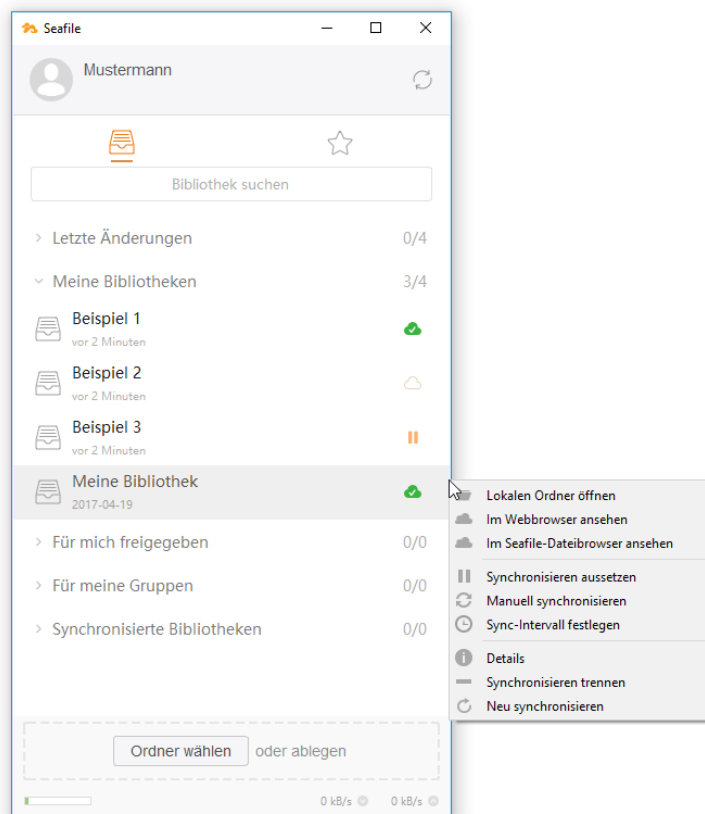 Seafile
Mustermann
Bibliothek suchen
Letzte Änderungen 0/4
Meine Bibliotheken 3/4
Beispiel 1
vor 2 Minuten
Beispiel 2
vor 2 Minuten
Beispiel 3
vor 2 Minuten
Meine Bibliothek
2017-04-19
Für mich freigegeben 0/0
Für meine Gruppen 0/0
Synchronisierte Bibliotheken 0/0
Ordner wählen oder ablegen
0 kB/s 0 kB/s
Lokalen Ordner öffnen
Im Webbrowser ansehen
Im Seafile-Dateibrowser ansehen
Synchronisieren aussetzen
Manuell synchronisieren
Sync-Intervall festlegen
Details
Synchronisieren trennen
Neu synchronisieren